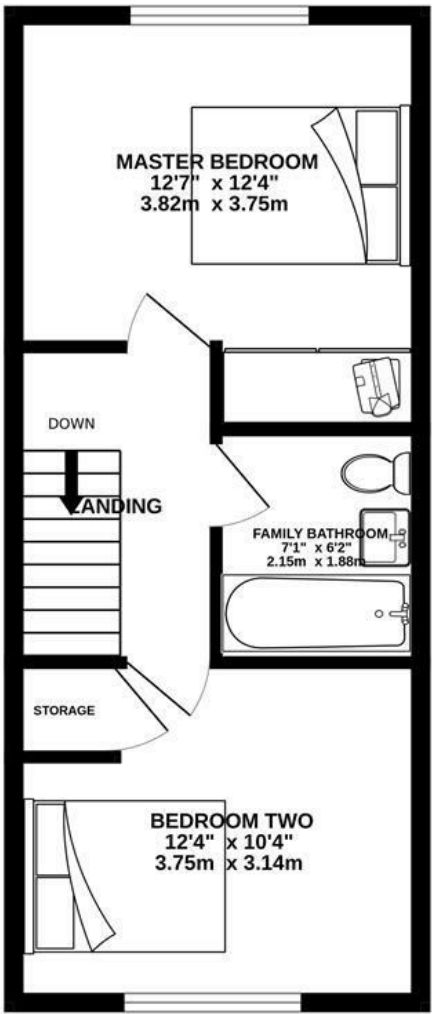 MASTER BEDROOM
12'7" x 12'4"
3.82m x 3.75m
DOWN
LANDING
FAMILY BATHROOM
7'1" x 6'2"
2.15m x 1.88m
STORAGE
BEDROOM TWO
12'4" x 10'4"
3.75m x 3.14m